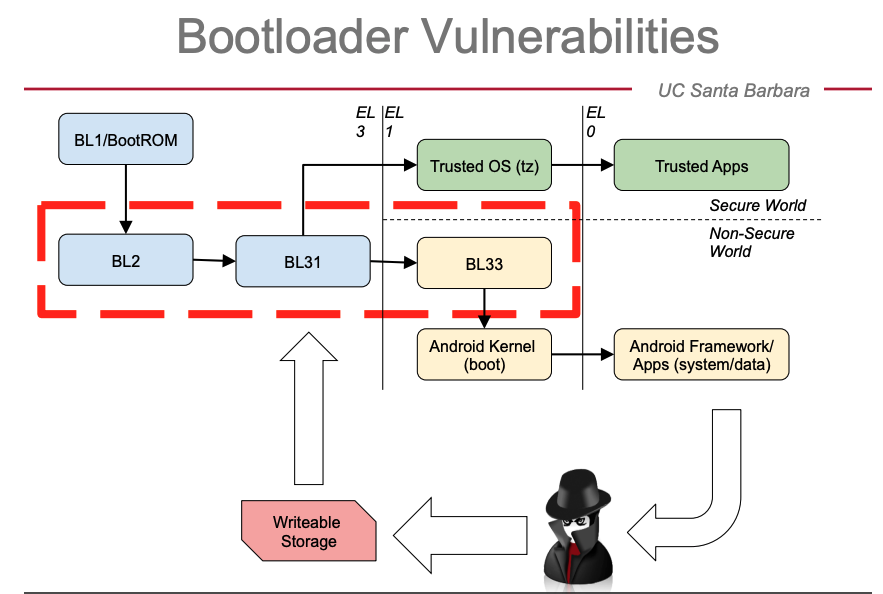 Bootloader Vulnerabilities
UC Santa Barbara
EL
3
EL
1
EL
0
BL1/BootROM
Trusted OS (tz)
Trusted Apps
Secure World
Non-Secure
World
BL2
BL31
BL33
Android Kernel
(boot)
Android Framework/
Apps (system/data)
Writeable
Storage